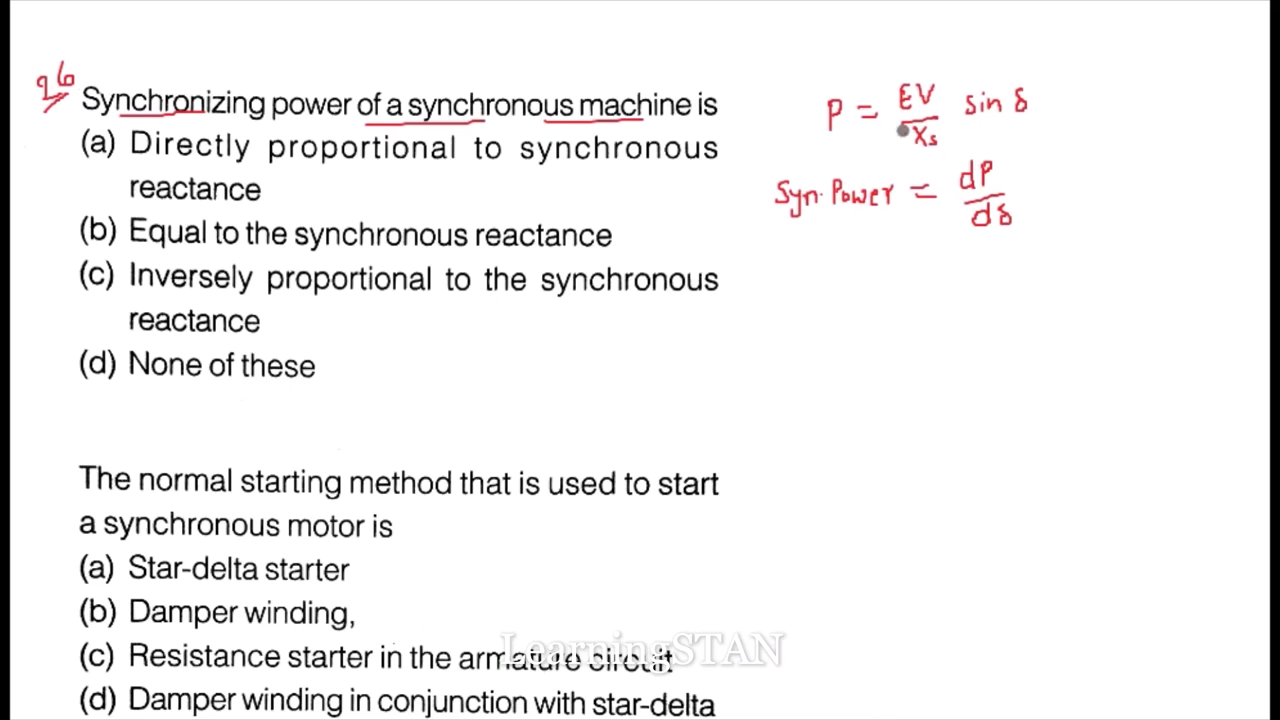 26
Synchronizing power of a synchronous machine is
(a) Directly proportional to synchronous
reactance
(b) Equal to the synchronous reactance
(c) Inversely proportional to the synchronous
reactance
(d) None of these
P = EV/Xs sin δ
Syn. Power = dP/dδ
The normal starting method that is used to start
a synchronous motor is
(a) Star-delta starter
(b) Damper winding,
(c) Resistance starter in the armature circuit
(d) Damper winding in conjunction with star-delta
LearningSTAN